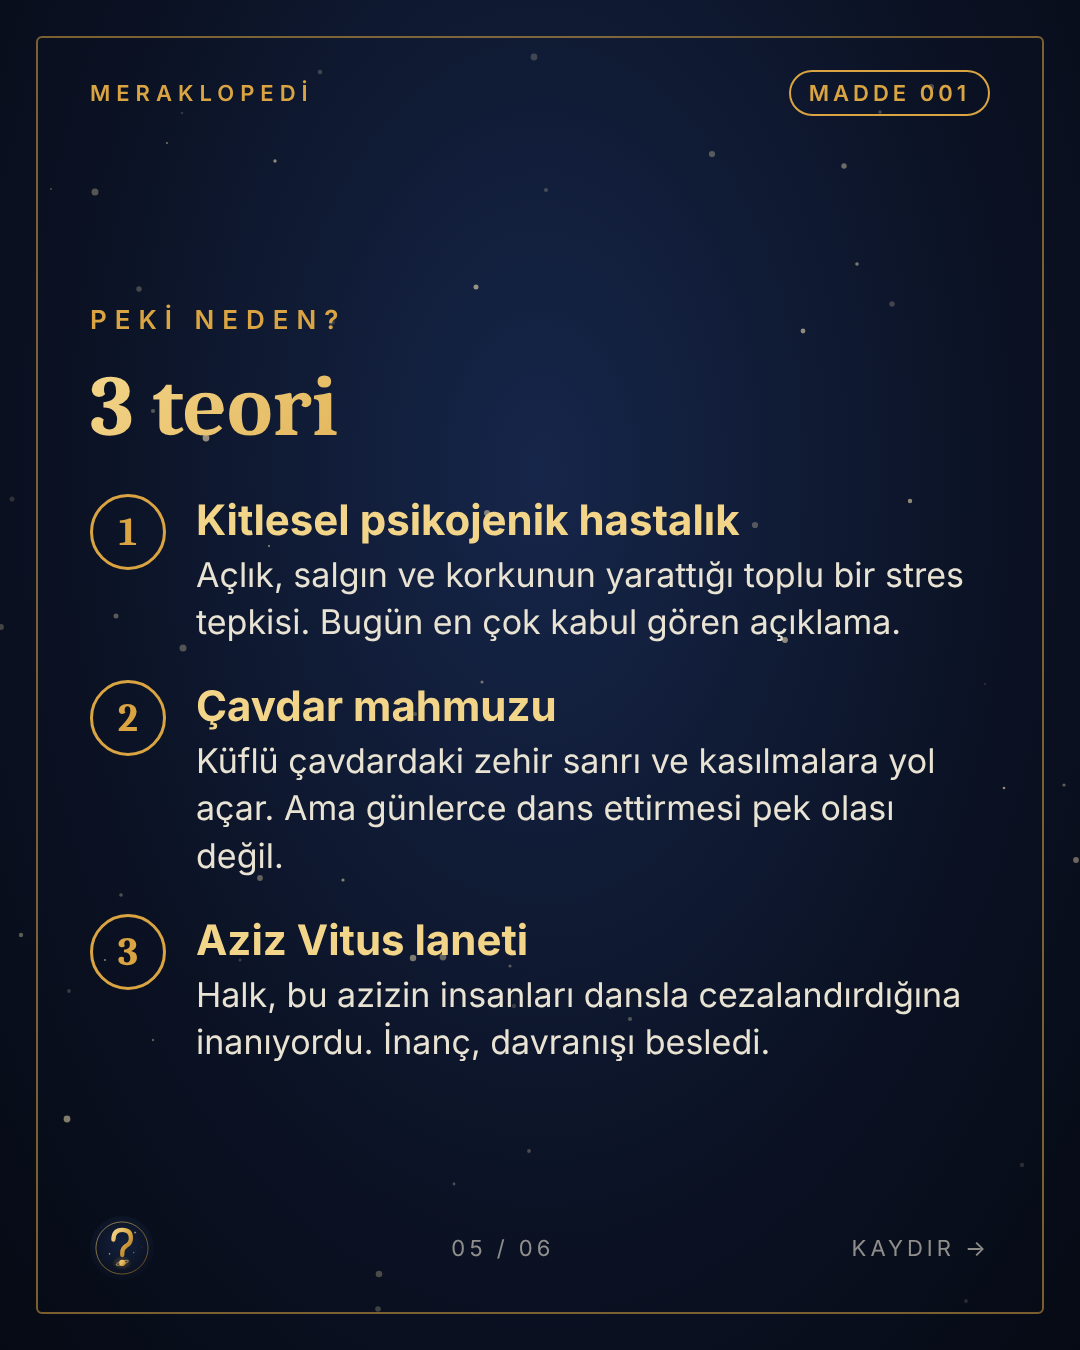 MERAKLOPEDİ
MADDE 001
PEKİ NEDEN?
3 teori
1
Kitlesel psikojenik hastalık
Açlık, salgın ve korkunun yarattığı toplu bir stres
tepkisi. Bugün en çok kabul gören açıklama.
2
Çavdar mahmuzu
Küflü çavdardaki zehir sanrı ve kasılmalara yol
açar. Ama günlerce dans ettirmesi pek olası
değil.
3
Aziz Vitus laneti
Halk, bu azizin insanları dansla cezalandırdığına
inanıyordu. İnanç, davranışı besledi.
?
05 / 06
KAYDIR →